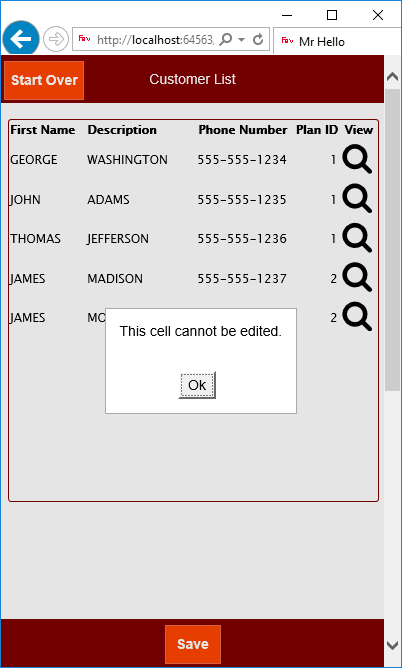 http://localhost:64563,
Mr Hello
Start Over
Customer List
First Name Description Phone Number Plan ID View
GEORGE WASHINGTON 555-555-1234 1
JOHN ADAMS 555-555-1235 1
THOMAS JEFFERSON 555-555-1236 1
JAMES MADISON 555-555-1237 2
JAMES MO 2
This cell cannot be edited.
Ok
Save